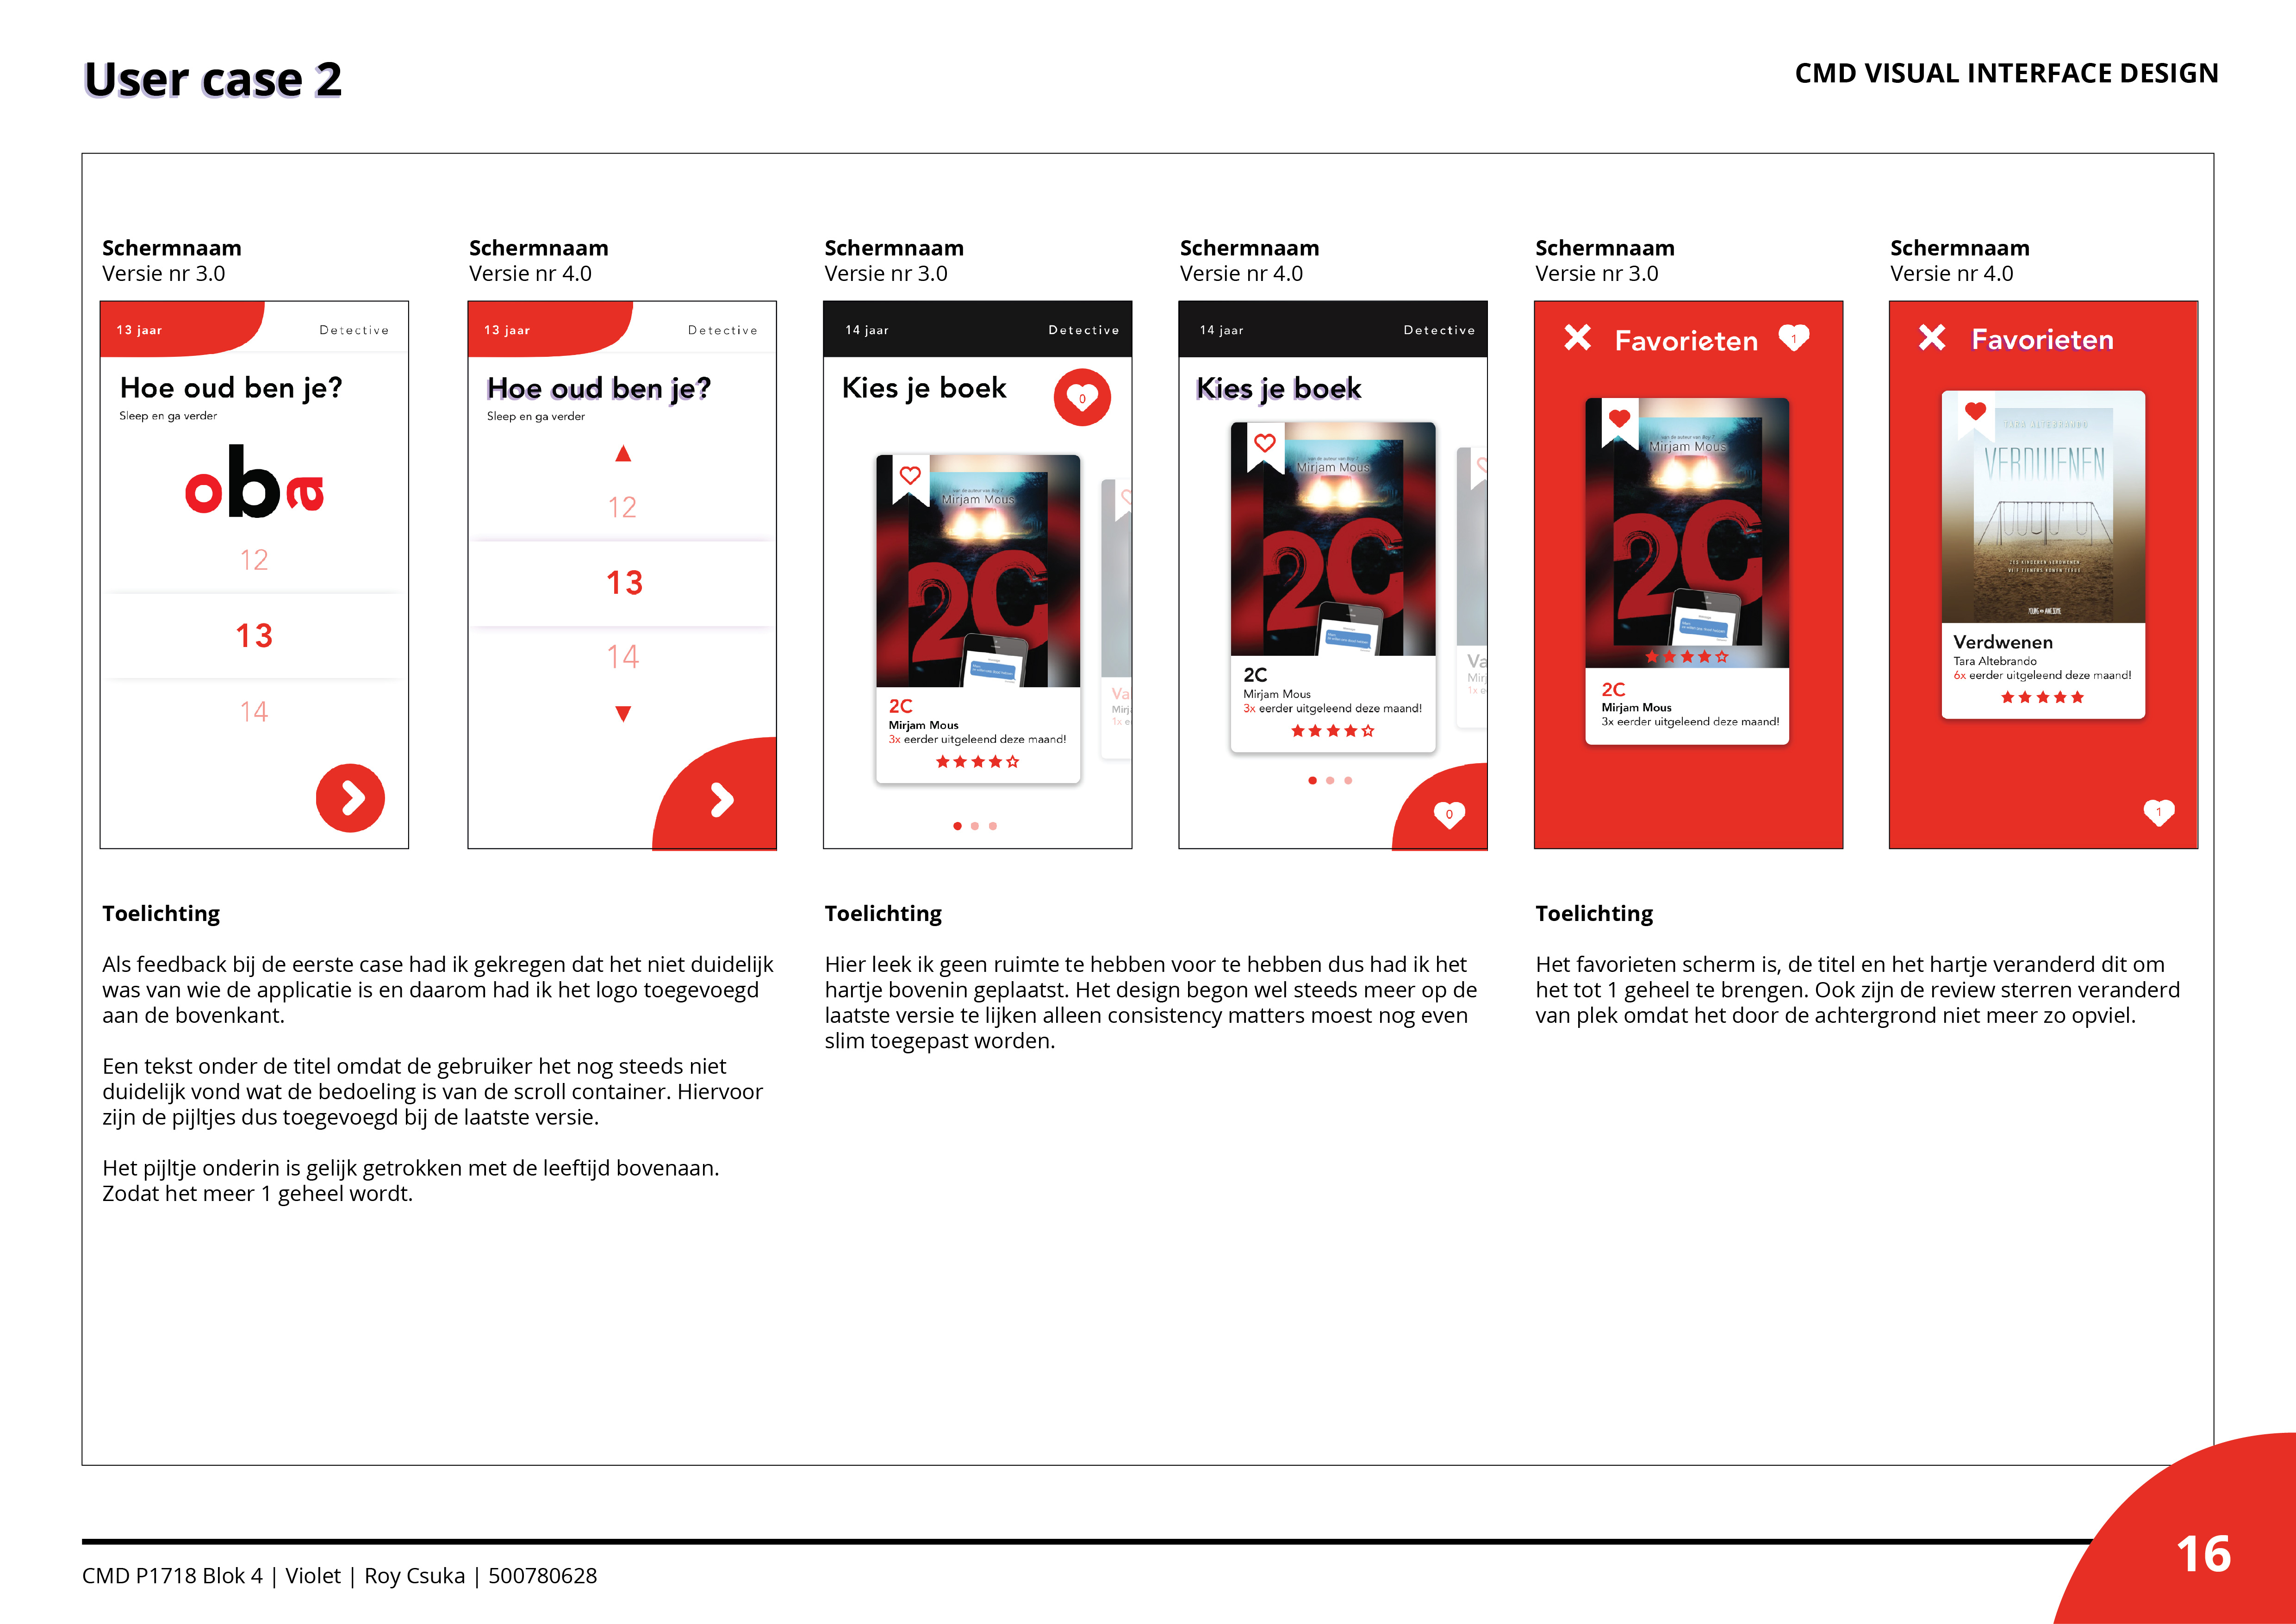 User case 2
CMD VISUAL INTERFACE DESIGN
Schermnaam
Versie nr 3.0
13 jaar
Detective
Hoe oud ben je?
Sleep en ga verder
oba
12
13
14
Schermnaam
Versie nr 4.0
13 jaar
Detective
Hoe oud ben je?
Sleep en ga verder
12
13
14
Schermnaam
Versie nr 3.0
14 jaar
Detective
Kies je boek
0
Mirjam Mous
2C
2C
Mirjam Mous
3x eerder uitgeleend deze maand!
Va
Mirj
1x e
Schermnaam
Versie nr 4.0
14 jaar
Detective
Kies je boek
Mirjam Mous
2C
2C
Mirjam Mous
3x eerder uitgeleend deze maand!
Va
Mirj
1x e
0
Schermnaam
Versie nr 3.0
Favorieten
1
Mirjam Mous
2C
2C
Mirjam Mous
3x eerder uitgeleend deze maand!
Schermnaam
Versie nr 4.0
Favorieten
TARA ALTEBRANDO
VERDWENEN
Verdwenen
Tara Altebrando
6x eerder uitgeleend deze maand!
1
Toelichting
Als feedback bij de eerste case had ik gekregen dat het niet duidelijk
was van wie de applicatie is en daarom had ik het logo toegevoegd
aan de bovenkant.
Een tekst onder de titel omdat de gebruiker het nog steeds niet
duidelijk vond wat de bedoeling is van de scroll container. Hiervoor
zijn de pijltjes dus toegevoegd bij de laatste versie.
Het pijltje onderin is gelijk getrokken met de leeftijd bovenaan.
Zodat het meer 1 geheel wordt.
Toelichting
Hier leek ik geen ruimte te hebben voor te hebben dus had ik het
hartje bovenin geplaatst. Het design begon wel steeds meer op de
laatste versie te lijken alleen consistency matters moest nog even
slim toegepast worden.
Toelichting
Het favorieten scherm is, de titel en het hartje veranderd dit om
het tot 1 geheel te brengen. Ook zijn de review sterren veranderd
van plek omdat het door de achtergrond niet meer zo opviel.
CMD P1718 Blok 4 | Violet | Roy Csuka | 500780628
16